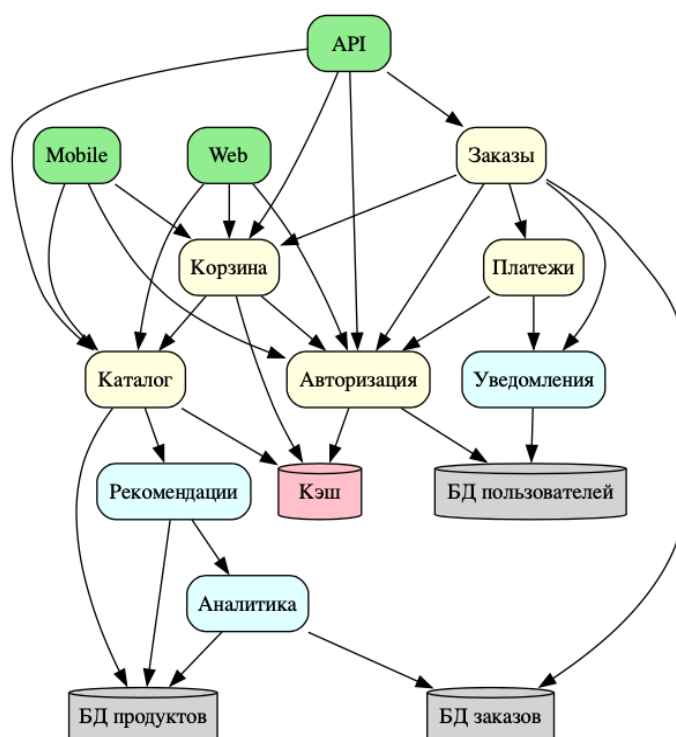 API
Mobile
Web
Заказы
Корзина
Платежи
Каталог
Авторизация
Уведомления
Рекомендации
Кэш
БД пользователей
Аналитика
БД продуктов
БД заказов